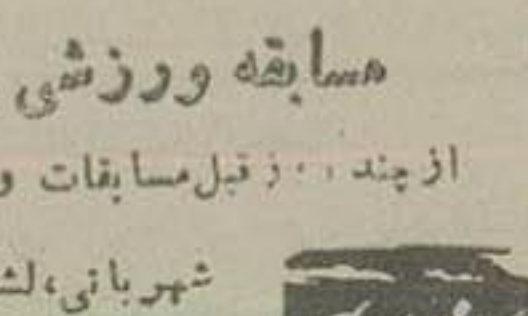 مسابقه ورزشی
از چند روز قبل مسابقات و
شهربانی، لش